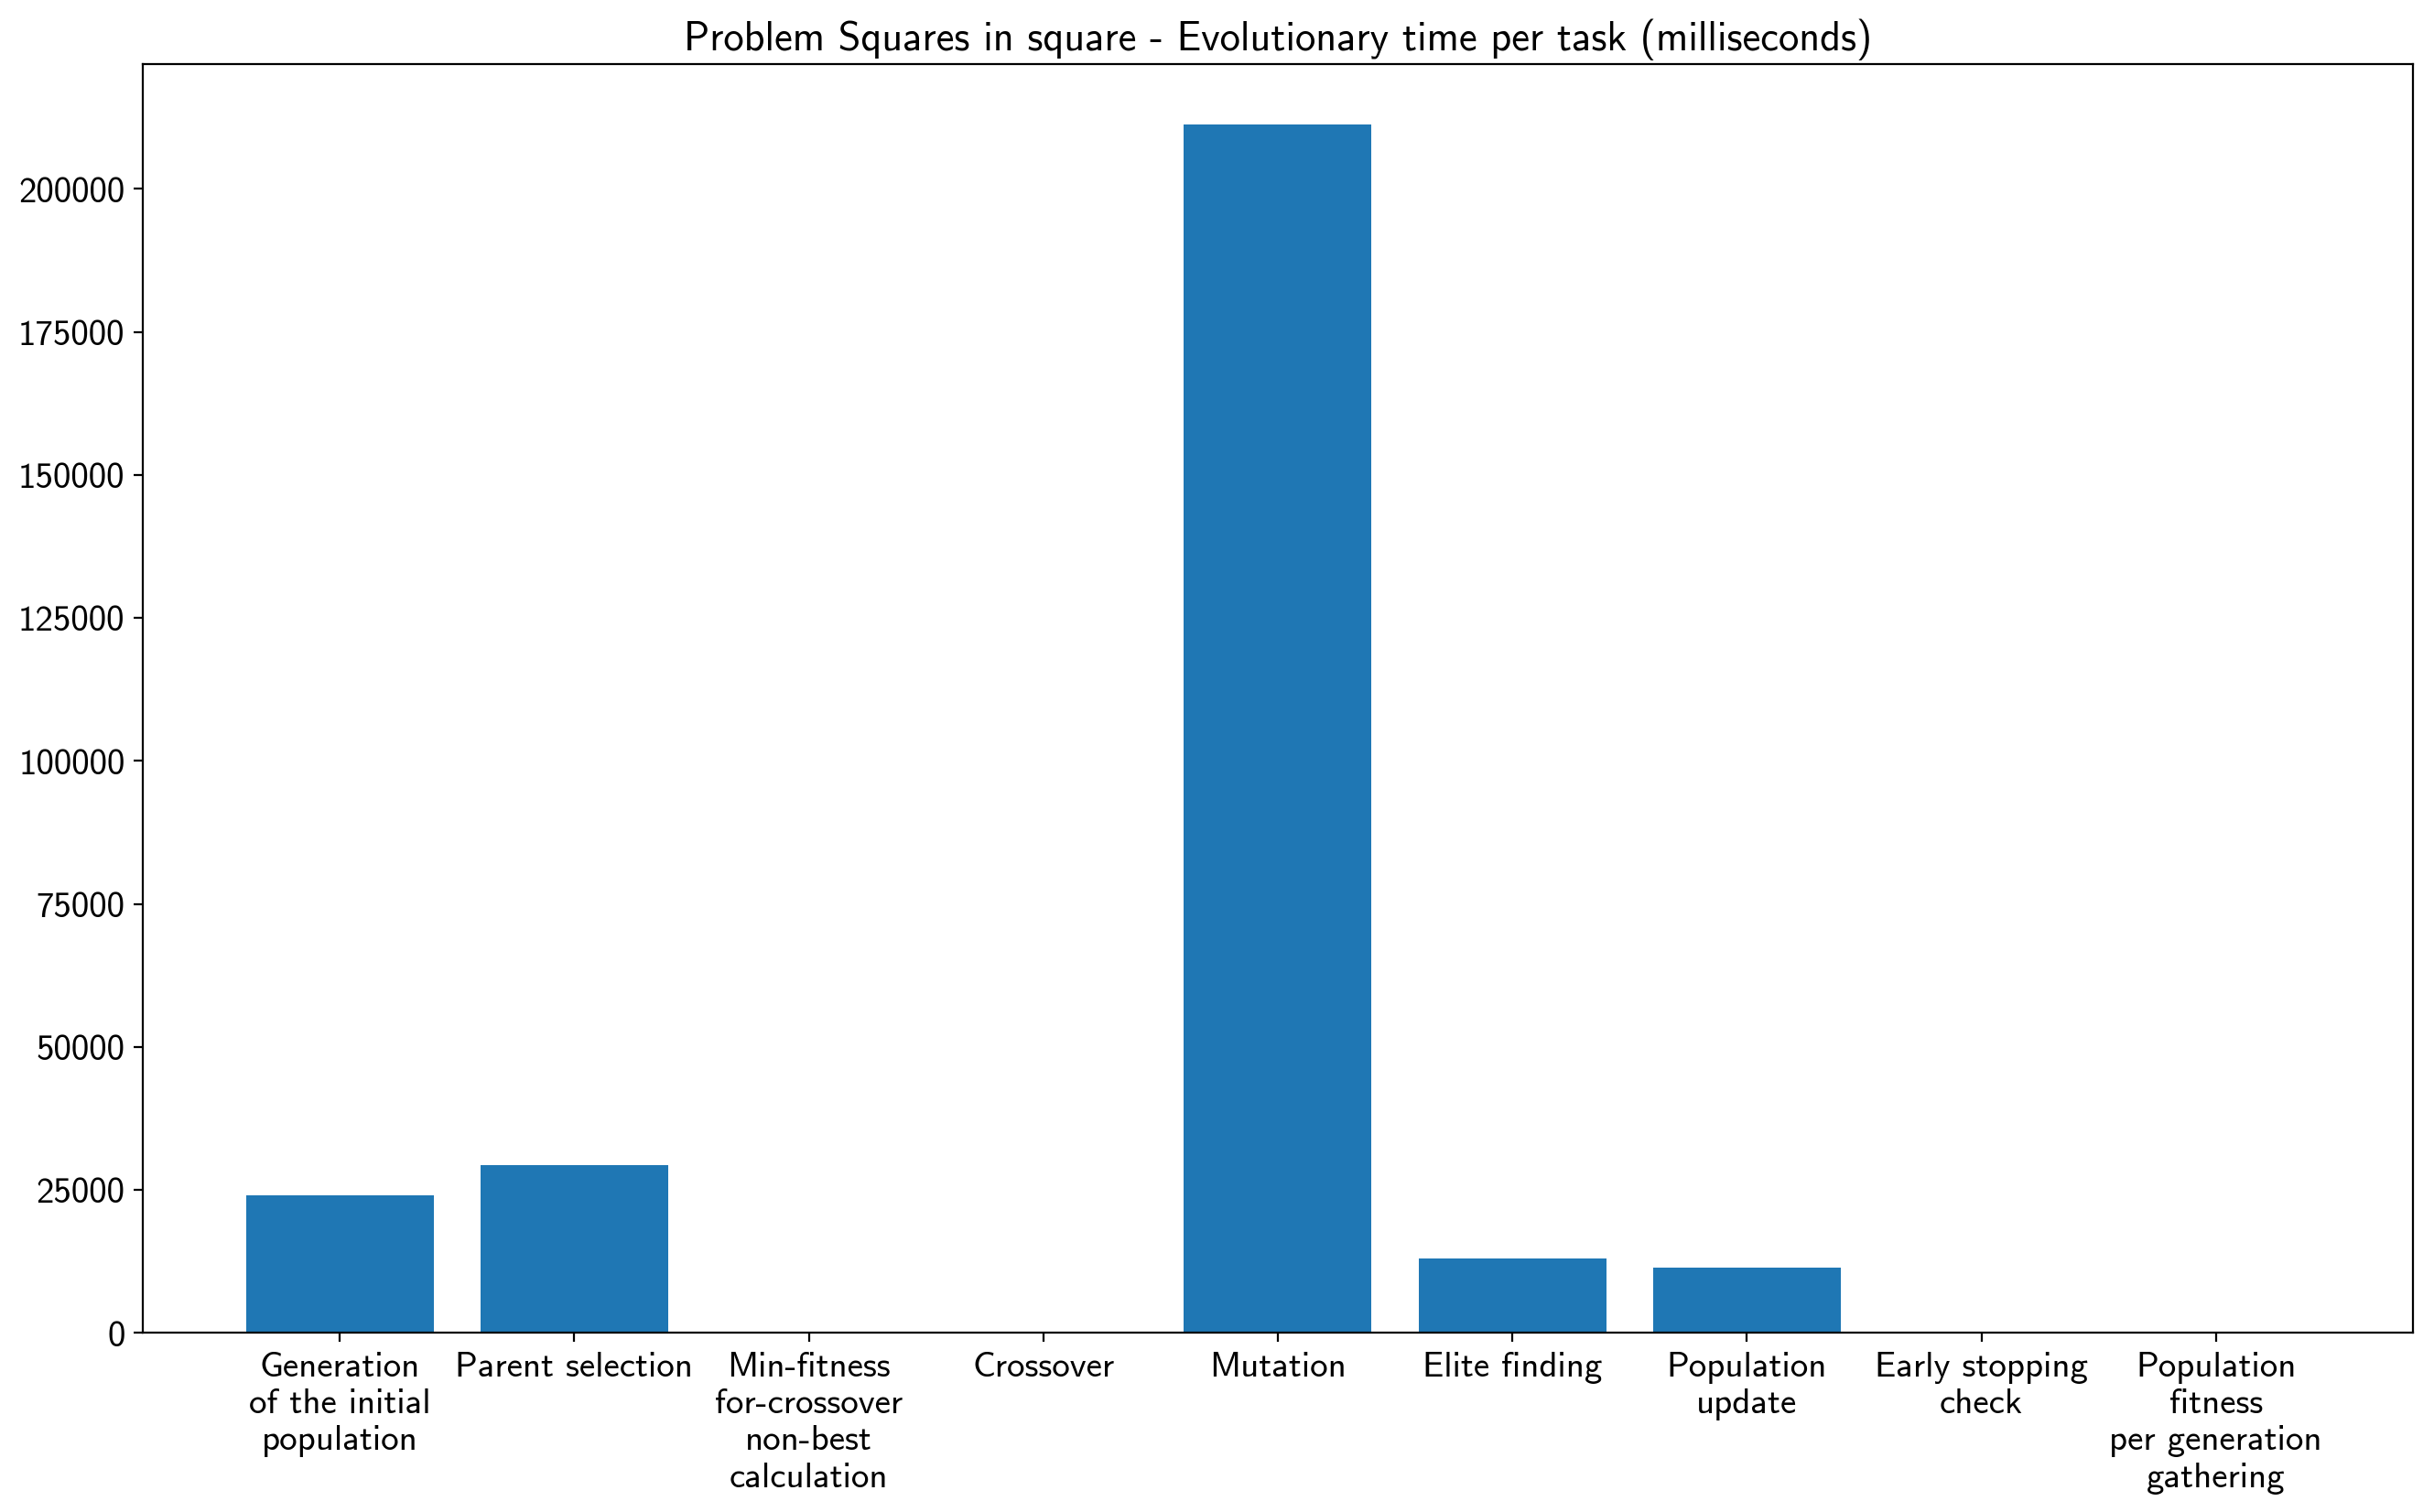 Problem Squares in square - Evolutionary time per task (milliseconds)
200000
175000
150000
125000
100000
75000
50000
25000
0
Generation
of the initial
population
Parent selection
Min-fitness
for-crossover
non-best
calculation
Crossover
Mutation
Elite finding
Population
update
Early stopping
check
Population
fitness
per generation
gathering